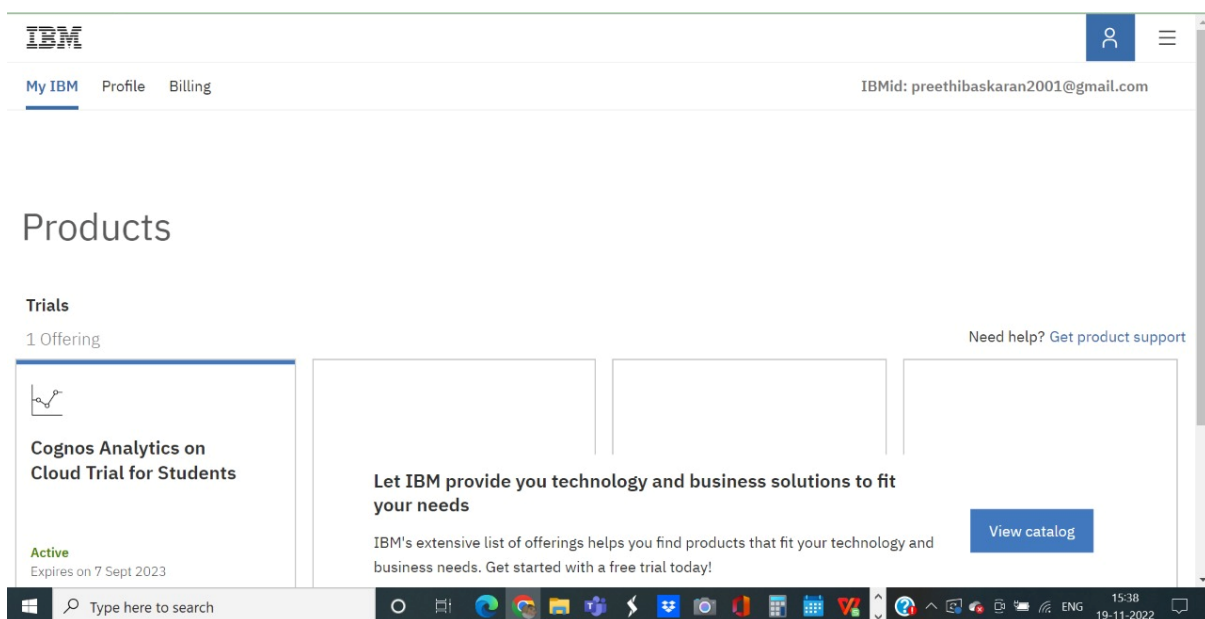 IBM
My IBM Profile Billing IBMid: preethibaskaran2001@gmail.com
Products
Trials
1 Offering
Need help? Get product support
Cognos Analytics on
Cloud Trial for Students
Active
Expires on 7 Sept 2023
Let IBM provide you technology and business solutions to fit
your needs
IBM's extensive list of offerings helps you find products that fit your technology and
business needs. Get started with a free trial today!
View catalog
Type here to search
ENG
15:38
19-11-2022